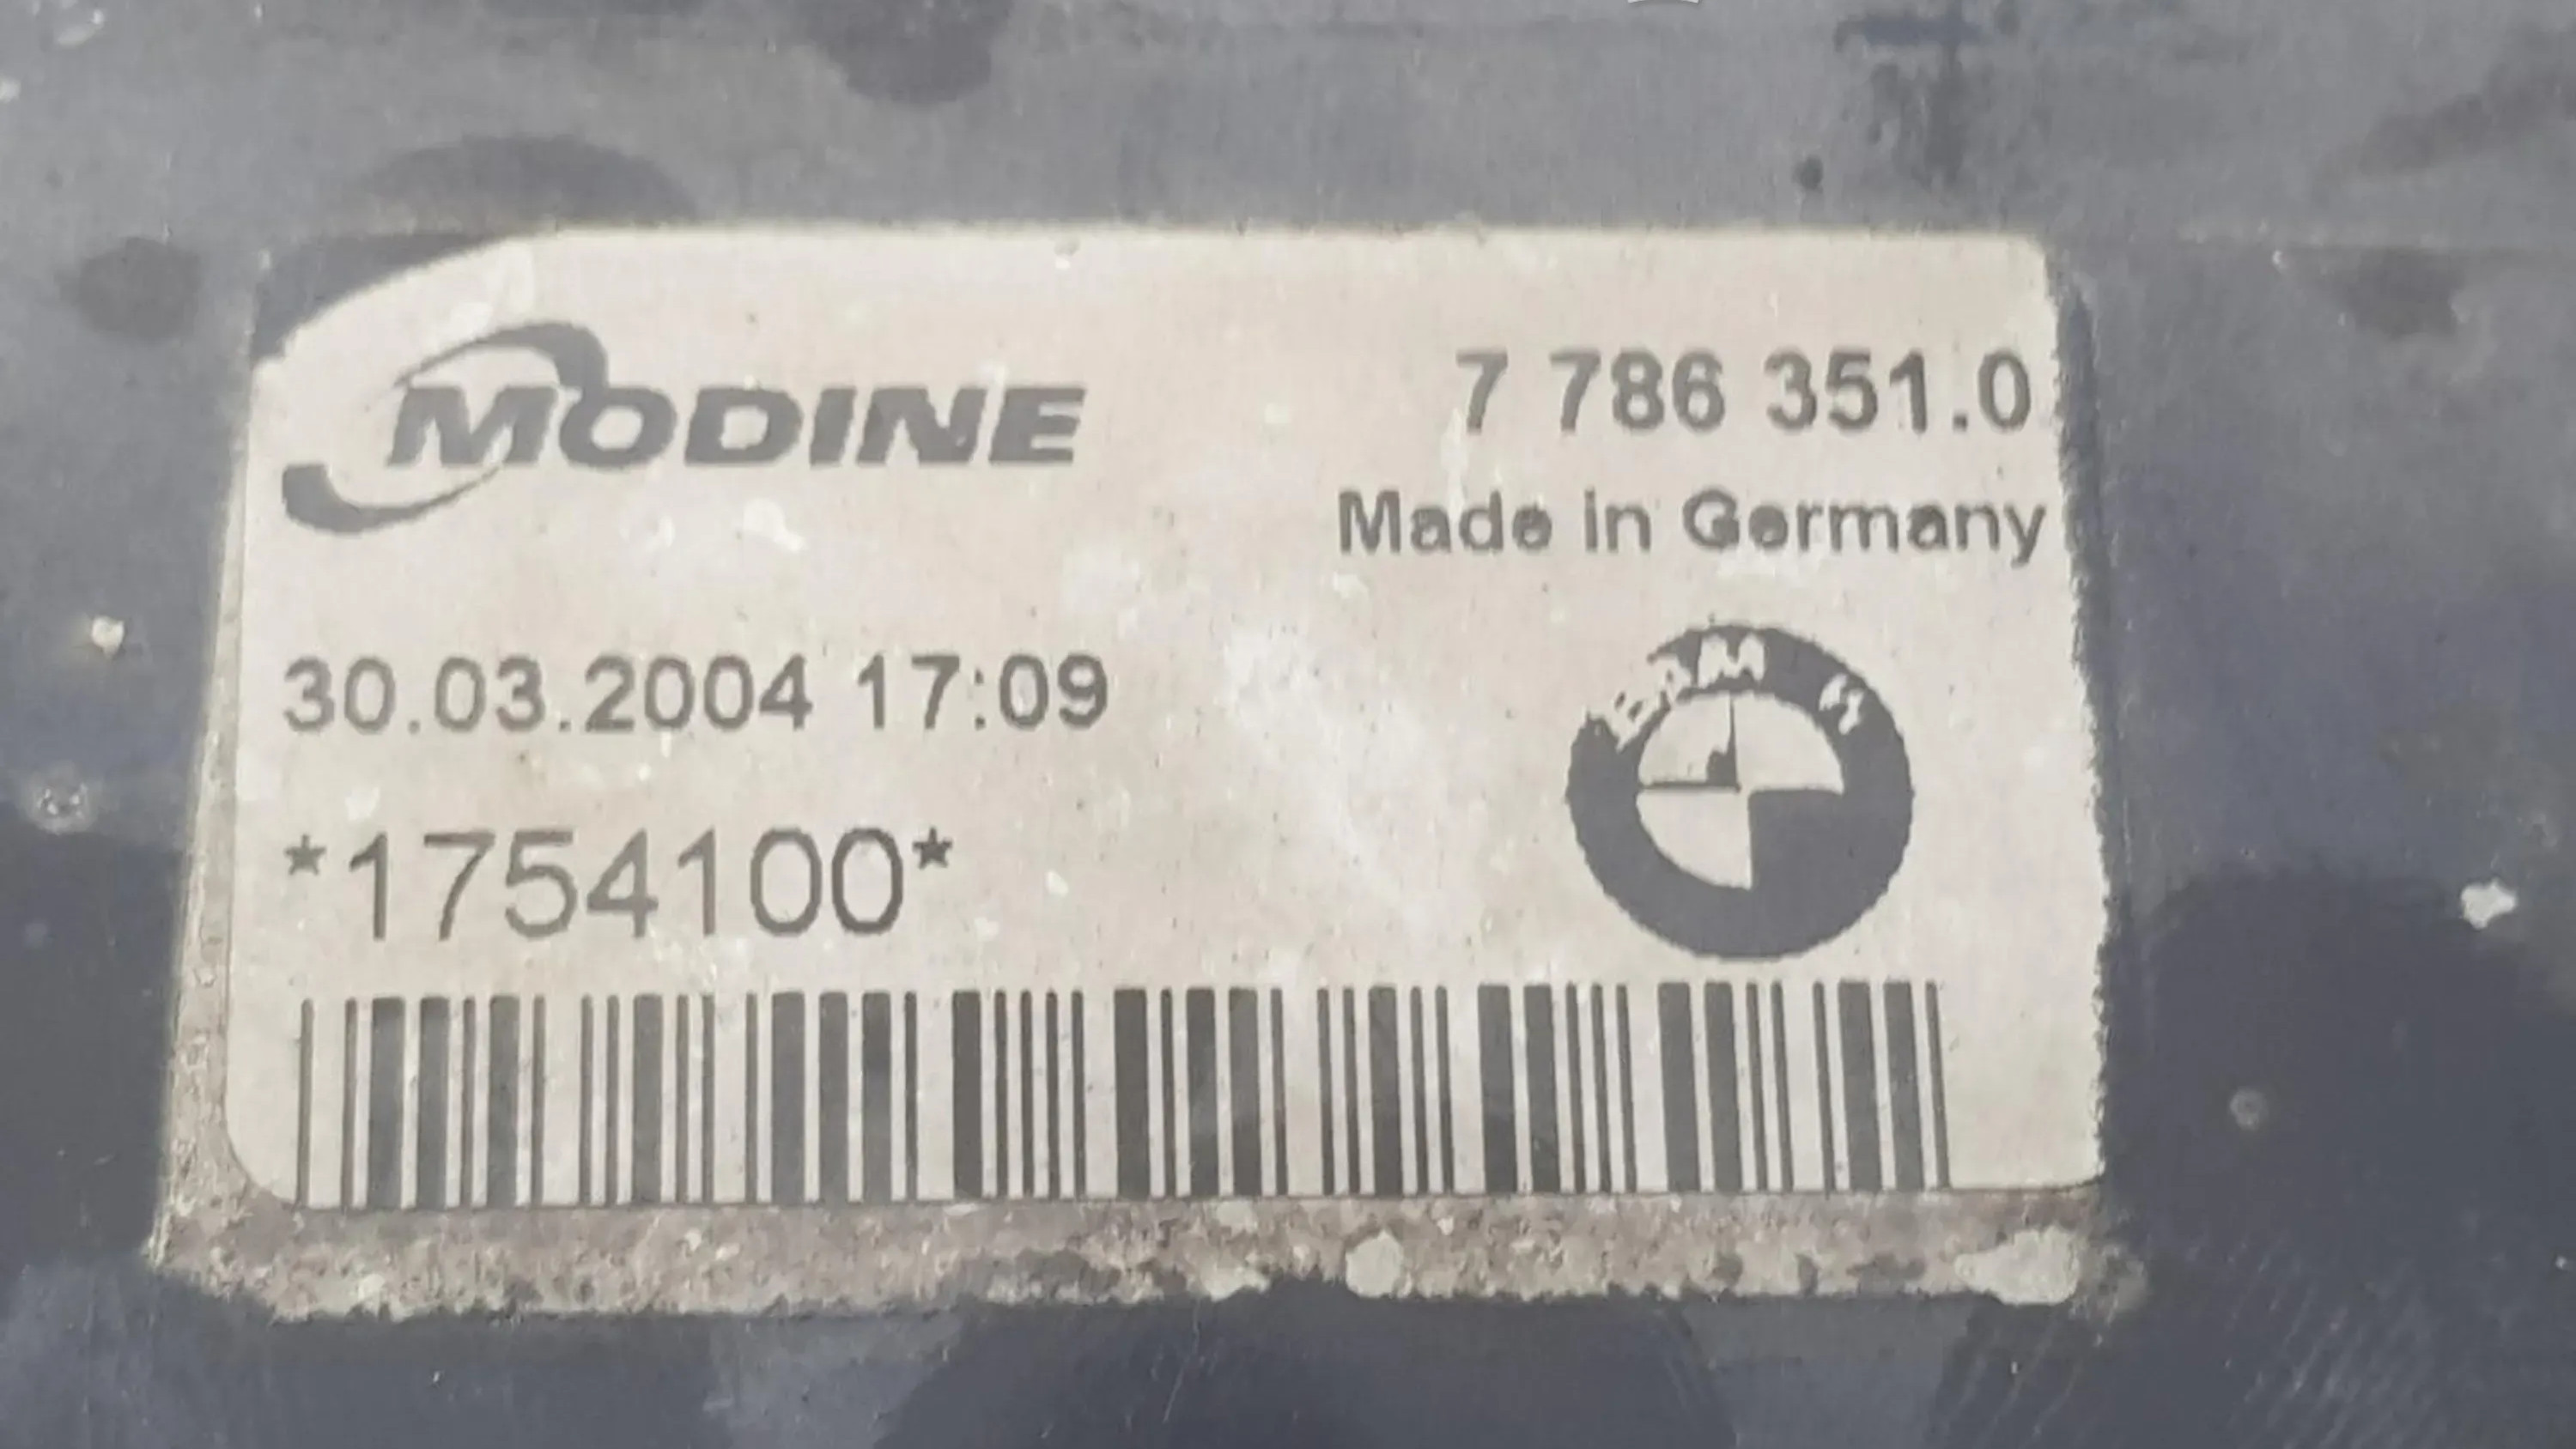 MODINE
7 786 351.0
Made in Germany
30.03.2004 17:09
*1754100*